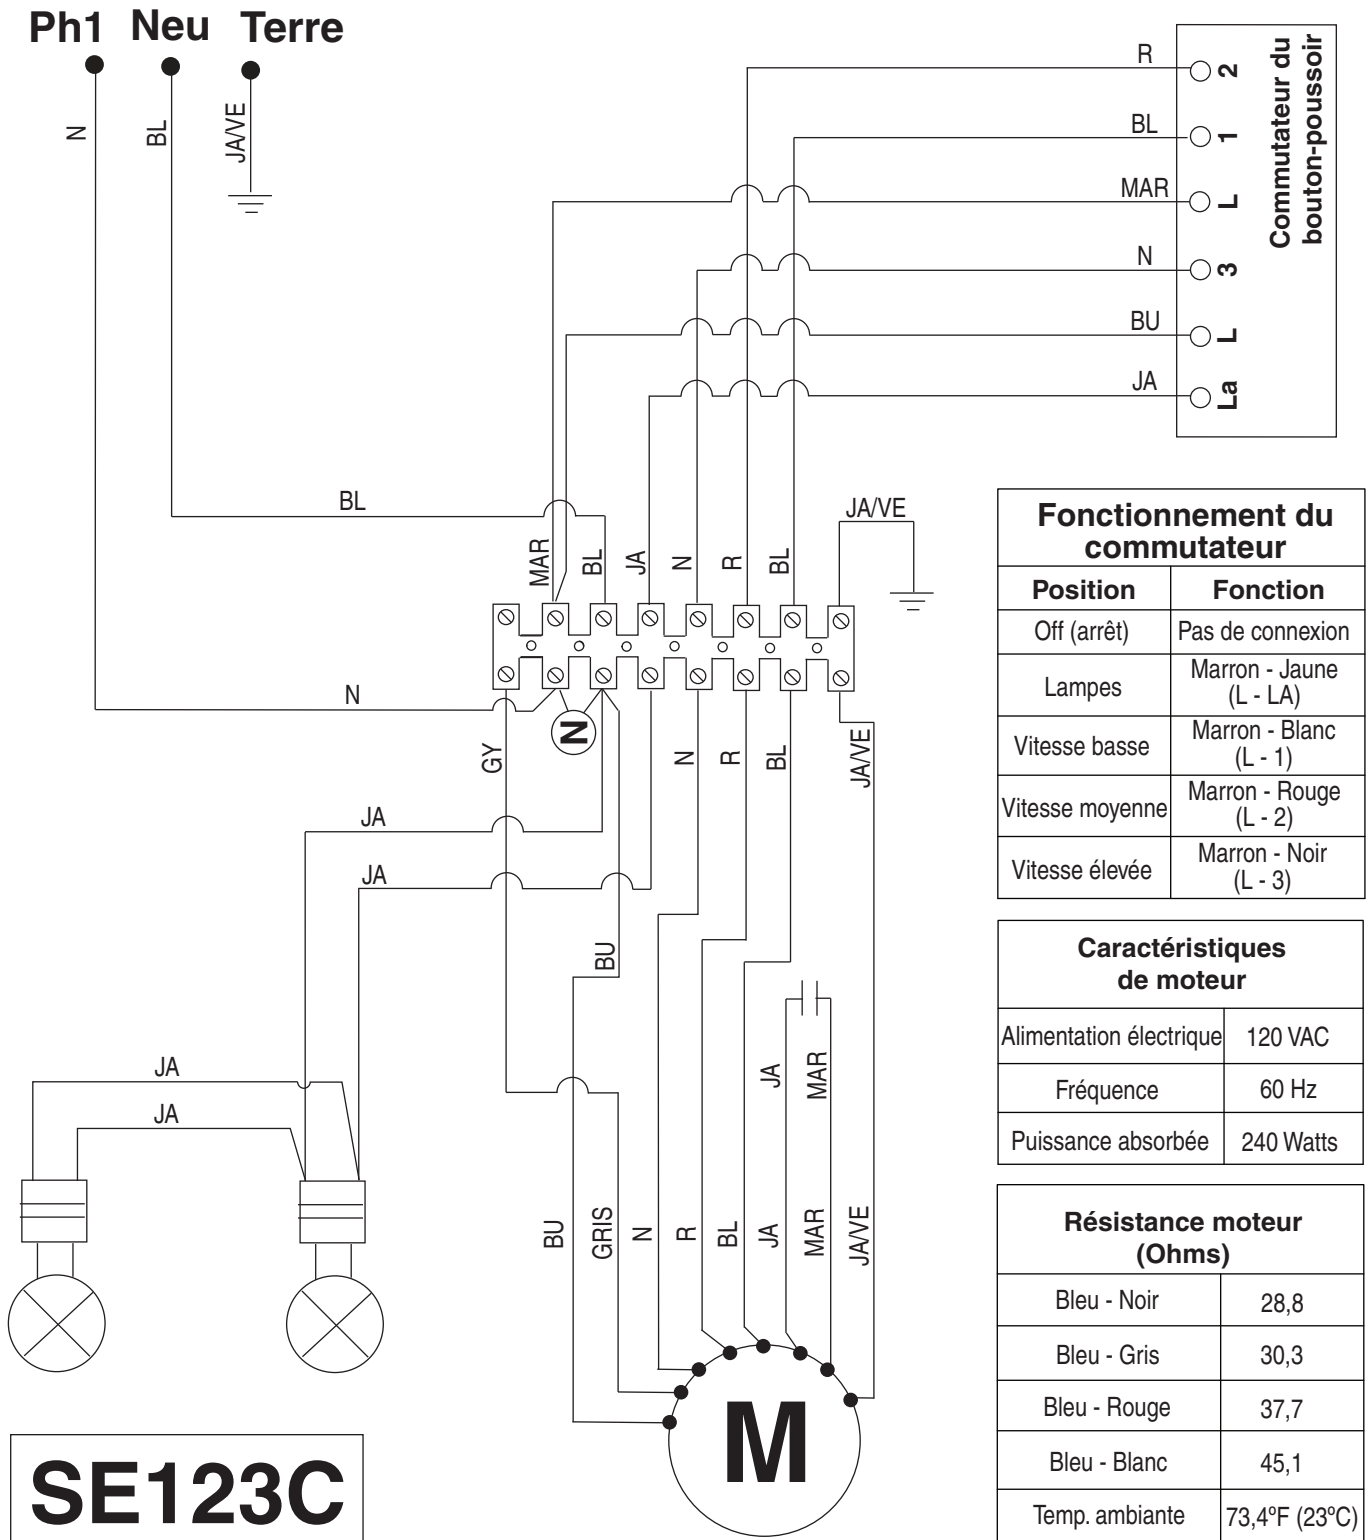 Ph1 Neu Terre
N
BL
JA/VE
R
BL
MAR
N
BU
JA
2
1
L
3
L
La
Commutateur du
bouton-poussoir
BL
JA/VE
MAR
BL
JA
N
R
BL
N
N
GY
N
R
BL
JA/VE
JA
JA
BU
JA
MAR
JA
JA
BU
GRIS
N
R
BL
JA
MAR
JA/VE
M
SE123C
Fonctionnement du
commutateur
Position Fonction
Off (arrêt) Pas de connexion
Lampes Marron - Jaune
(L - LA)
Vitesse basse Marron - Blanc
(L - 1)
Vitesse moyenne Marron - Rouge
(L - 2)
Vitesse élevée Marron - Noir
(L - 3)
Caractéristiques
de moteur
Alimentation électrique 120 VAC
Fréquence 60 Hz
Puissance absorbée 240 Watts
Résistance moteur
(Ohms)
Bleu - Noir 28,8
Bleu - Gris 30,3
Bleu - Rouge 37,7
Bleu - Blanc 45,1
Temp. ambiante 73,4ºF (23ºC)